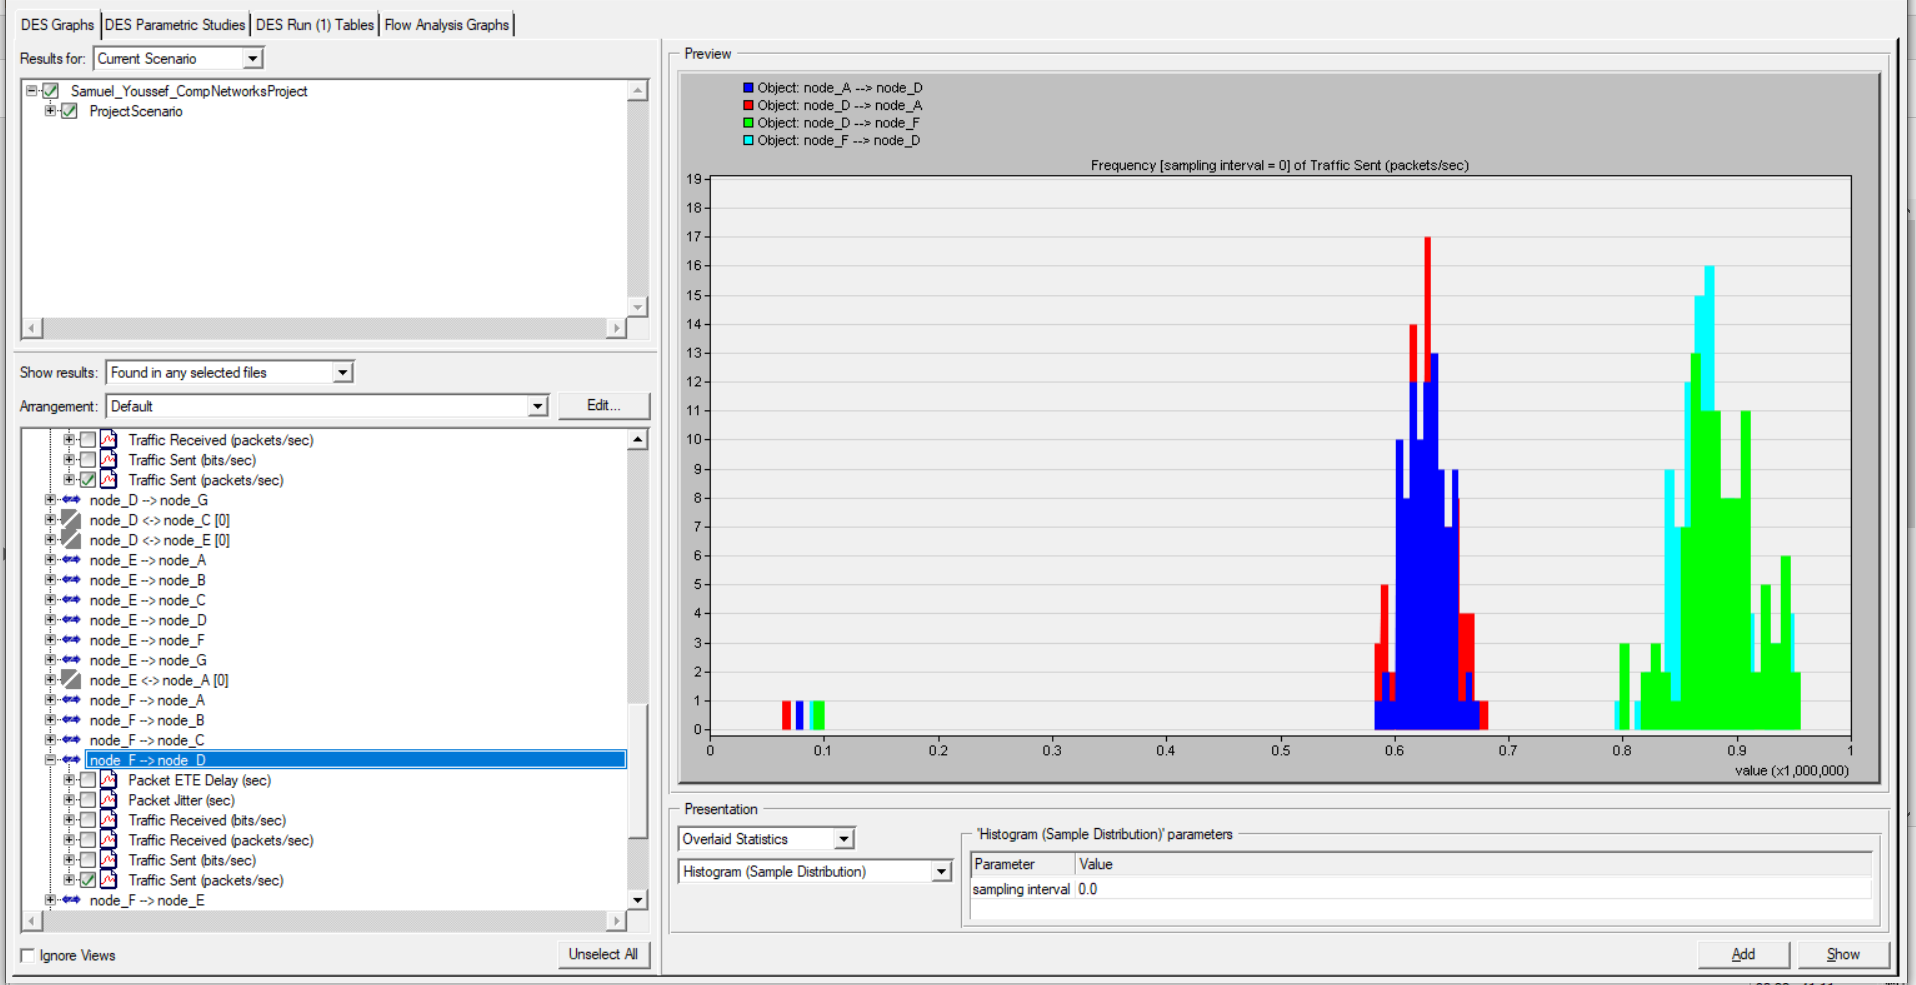 DES Graphs DES Parametric Studies DES Run (1) Tables Flow Analysis Graphs
Results for: Current Scenario
Samuel_Youssef_CompNetworksProject
ProjectScenario
Show results: Found in any selected files
Arrangement: Default Edit...
Traffic Received (packets/sec)
Traffic Sent (bits/sec)
Traffic Sent (packets/sec)
node_D --> node_G
node_D <-> node_C [0]
node_D <-> node_E [0]
node_E --> node_A
node_E --> node_B
node_E --> node_C
node_E --> node_D
node_E --> node_F
node_E --> node_G
node_E <-> node_A [0]
node_F --> node_A
node_F --> node_B
node_F --> node_C
node_F --> node_D
Packet ETE Delay (sec)
Packet Jitter (sec)
Traffic Received (bits/sec)
Traffic Received (packets/sec)
Traffic Sent (bits/sec)
Traffic Sent (packets/sec)
node_F --> node_E
Ignore Views Unselect All
Preview
Object: node_A --> node_D
Object: node_D --> node_A
Object: node_D --> node_F
Object: node_F --> node_D
Frequency [sampling interval = 0] of Traffic Sent (packets/sec)
19
18
17
16
15
14
13
12
11
10
9
8
7
6
5
4
3
2
1
0
0 0.1 0.2 0.3 0.4 0.5 0.6 0.7 0.8 0.9 1
value (x1,000,000)
Presentation
Overlaid Statistics
Histogram (Sample Distribution)
'Histogram (Sample Distribution)' parameters
Parameter Value
sampling interval 0.0
Add Show